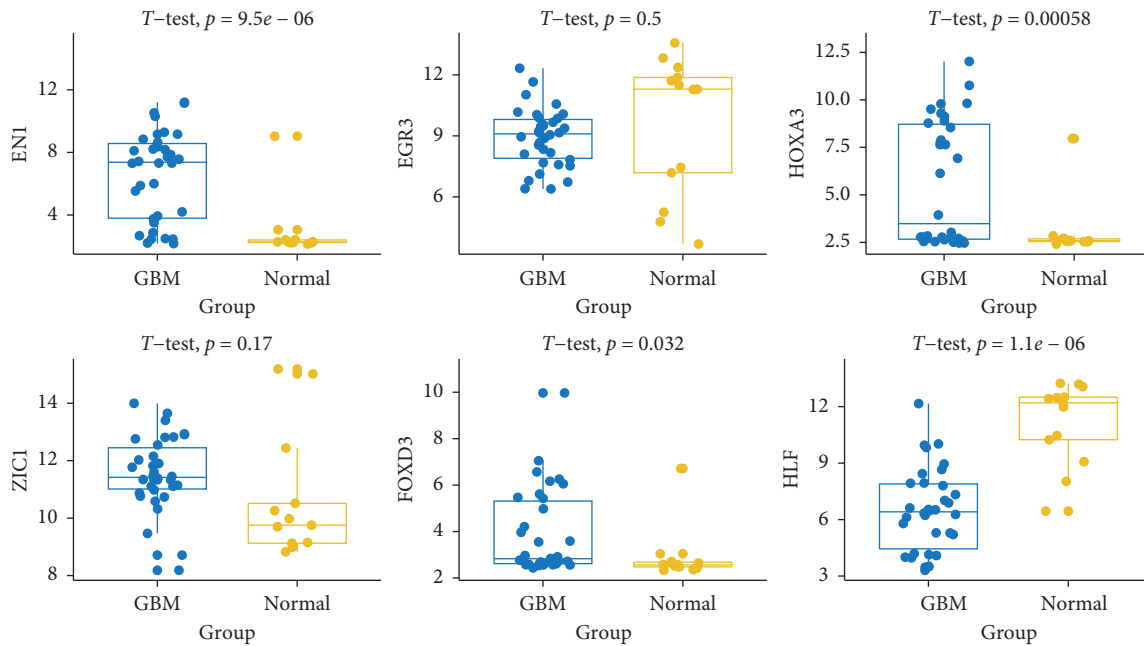 T−test, p = 9.5e − 06
12
8
4
EN1
GBM
Normal
Group
T−test, p = 0.5
12
9
6
EGR3
GBM
Normal
Group
T−test, p = 0.00058
12.5
10.0
7.5
5.0
2.5
HOXA3
GBM
Normal
Group
T−test, p = 0.17
14
12
10
8
ZIC1
GBM
Normal
Group
T−test, p = 0.032
10
8
6
4
2
FOXD3
GBM
Normal
Group
T−test, p = 1.1e − 06
12
9
6
3
HLF
GBM
Normal
Group